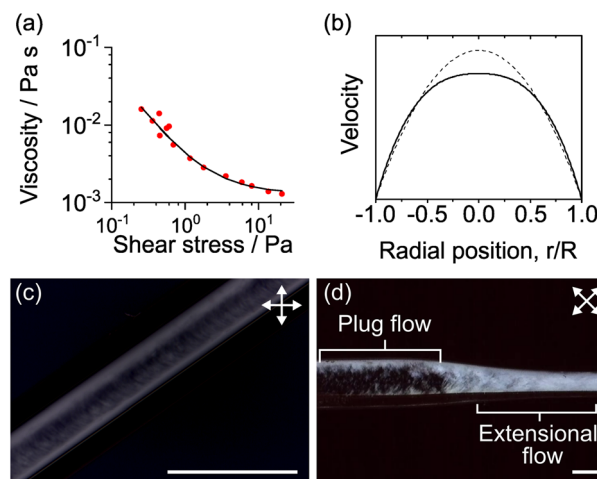 (a)
Viscosity / Pa s
10⁻¹
10⁻²
10⁻³
10⁻¹ 10⁰ 10¹
Shear stress / Pa
(b)
Velocity
-1.0 -0.5 0.0 0.5 1.0
Radial position, r/R
(c)
(d)
Plug flow
Extensional
flow